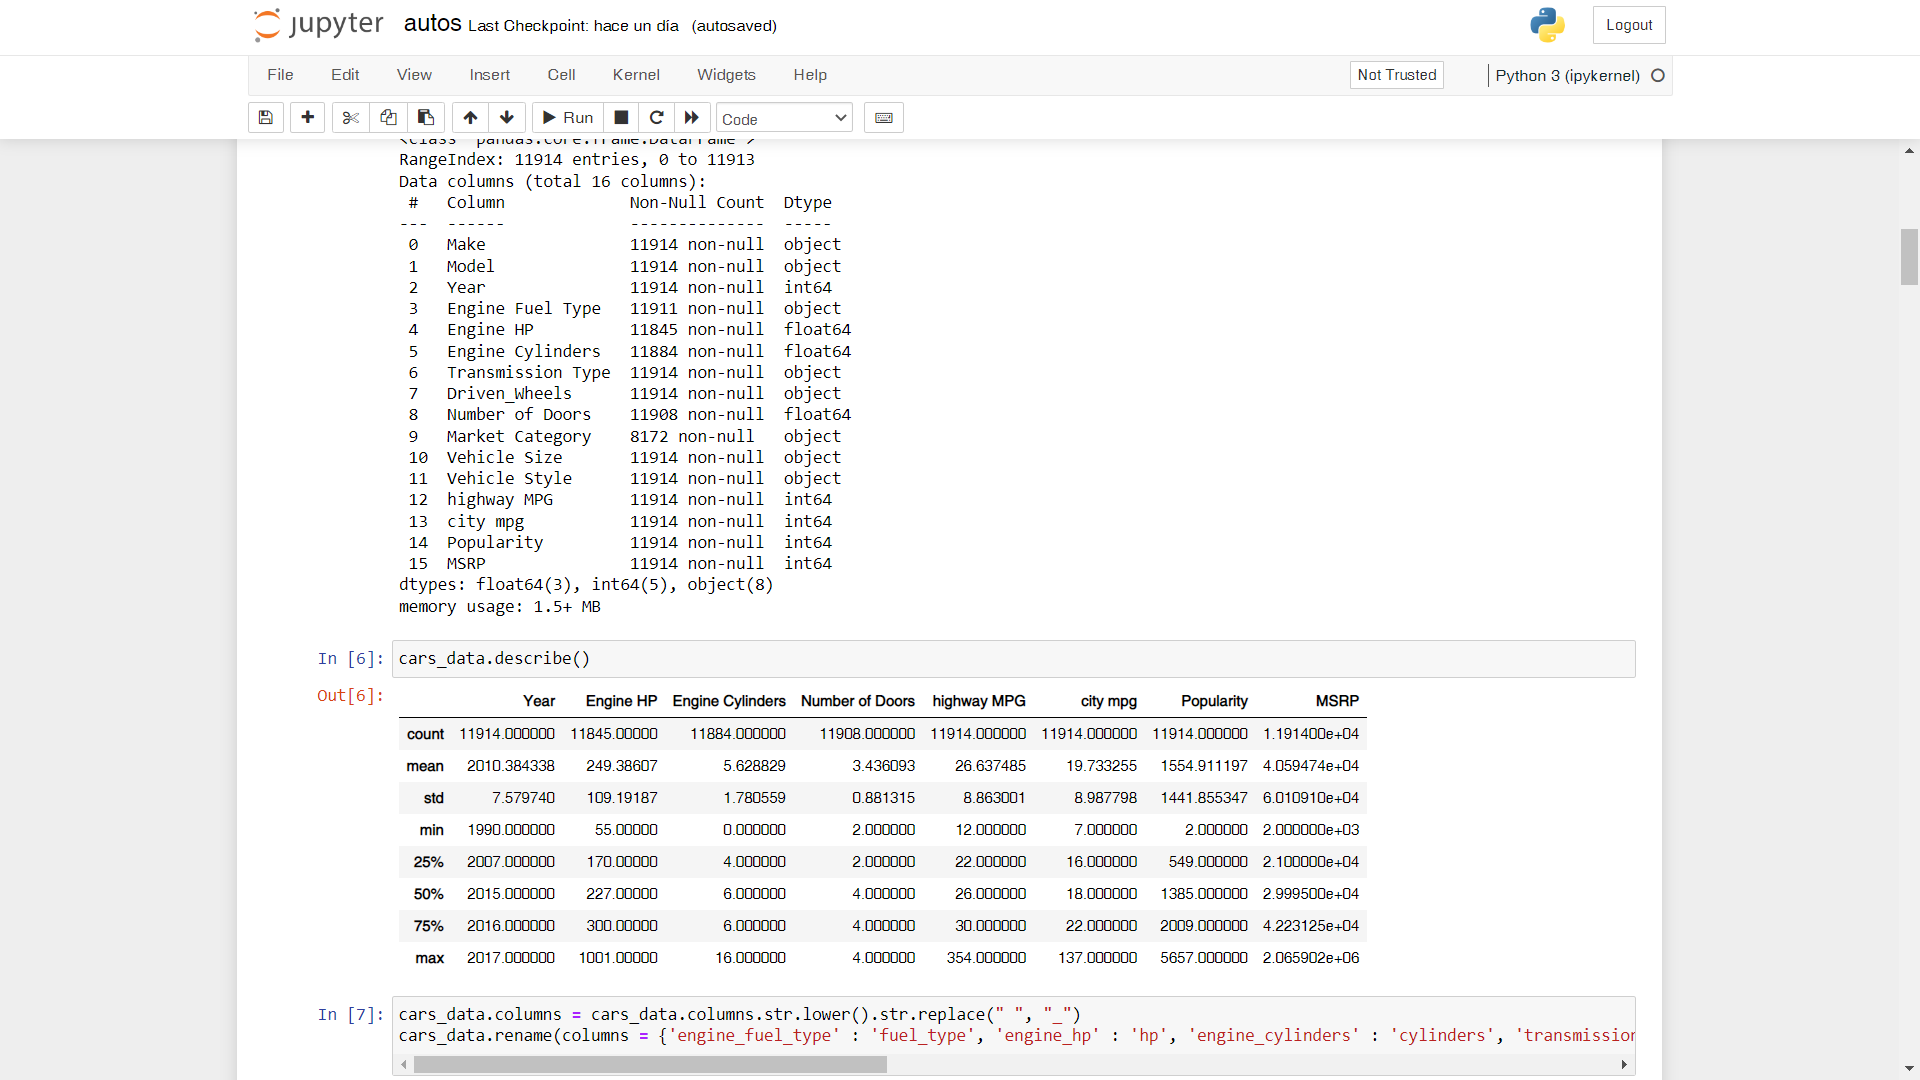 jupyter autos Last Checkpoint: hace un día (autosaved) Logout
File Edit View Insert Cell Kernel Widgets Help Not Trusted Python 3 (ipykernel)
Run Code
<class 'pandas.core.frame.DataFrame'>
RangeIndex: 11914 entries, 0 to 11913
Data columns (total 16 columns):
# Column Non-Null Count Dtype
--- ------ -------------- -----
0 Make 11914 non-null object
1 Model 11914 non-null object
2 Year 11914 non-null int64
3 Engine Fuel Type 11911 non-null object
4 Engine HP 11845 non-null float64
5 Engine Cylinders 11884 non-null float64
6 Transmission Type 11914 non-null object
7 Driven_Wheels 11914 non-null object
8 Number of Doors 11908 non-null float64
9 Market Category 8172 non-null object
10 Vehicle Size 11914 non-null object
11 Vehicle Style 11914 non-null object
12 highway MPG 11914 non-null int64
13 city mpg 11914 non-null int64
14 Popularity 11914 non-null int64
15 MSRP 11914 non-null int64
dtypes: float64(3), int64(5), object(8)
memory usage: 1.5+ MB
In [6]: cars_data.describe()
Out[6]:
Year Engine HP Engine Cylinders Number of Doors highway MPG city mpg Popularity MSRP
count 11914.000000 11845.00000 11884.000000 11908.000000 11914.000000 11914.000000 11914.000000 1.191400e+04
mean 2010.384338 249.38607 5.628829 3.436093 26.637485 19.733255 1554.911197 4.059474e+04
std 7.579740 109.19187 1.780559 0.881315 8.863001 8.987798 1441.855347 6.010910e+04
min 1990.000000 55.00000 0.000000 2.000000 12.000000 7.000000 2.000000 2.000000e+03
25% 2007.000000 170.00000 4.000000 2.000000 22.000000 16.000000 549.000000 2.100000e+04
50% 2015.000000 227.00000 6.000000 4.000000 26.000000 18.000000 1385.000000 2.999500e+04
75% 2016.000000 300.00000 6.000000 4.000000 30.000000 22.000000 2009.000000 4.223125e+04
max 2017.000000 1001.00000 16.000000 4.000000 354.000000 137.000000 5657.000000 2.065902e+06
In [7]: cars_data.columns = cars_data.columns.str.lower().str.replace(" ", "_")
cars_data.rename(columns = {'engine_fuel_type' : 'fuel_type', 'engine_hp' : 'hp', 'engine_cylinders' : 'cylinders', 'transmission